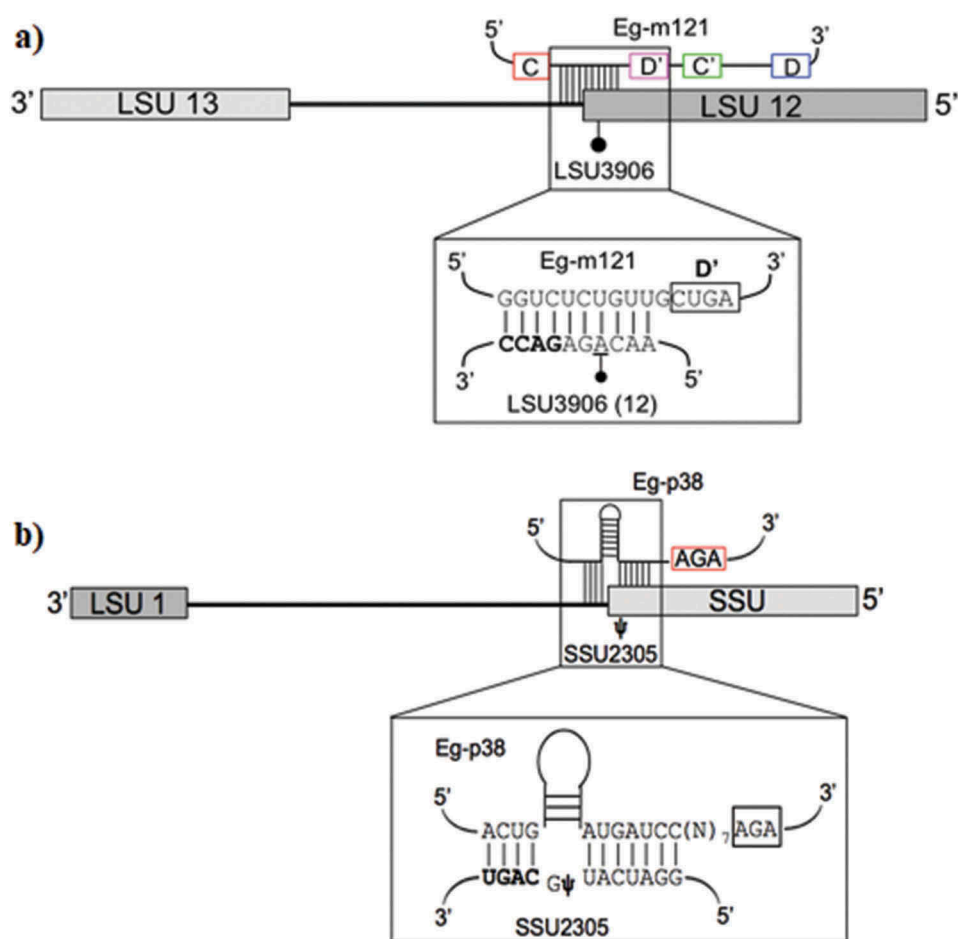 a)
Eg-m121
5’ C D’ C’ D 3’
3’ LSU 13 LSU 12 5’
LSU3906
Eg-m121 D’
5’ 3’
GGUCUCUGUUGCUGA
CCAGAGACAA
3’ 5’
LSU3906 (12)
b)
Eg-p38
5’ 3’
AGA
3’ LSU 1 SSU 5’
ψ
SSU2305
Eg-p38
5’ 3’
ACUG AUGAUCC(N)7 AGA
UGAC Gψ UACUAGG
3’ 5’
SSU2305